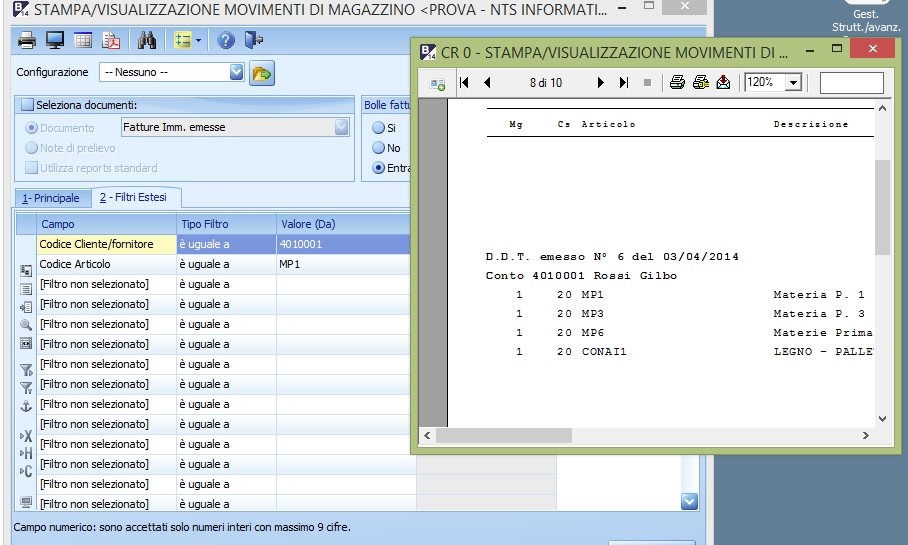 STAMPA/VISUALIZZAZIONE MOVIMENTI DI MAGAZZINO <PROVA - NTS INFORMATI...
Configurazione -- Nessuno --
Seleziona documenti:
Documento Fatture Imm. emesse
Note di prelievo
Utilizza reports standard
Bolle fattu
Si
No
Entra
1- Principale 2 - Filtri Estesi
Campo Tipo Filtro Valore (Da)
Codice Cliente/fornitore è uguale a 4010001
Codice Articolo è uguale a MP1
[Filtro non selezionato] è uguale a
[Filtro non selezionato] è uguale a
[Filtro non selezionato] è uguale a
[Filtro non selezionato] è uguale a
[Filtro non selezionato] è uguale a
[Filtro non selezionato] è uguale a
[Filtro non selezionato] è uguale a
[Filtro non selezionato] è uguale a
[Filtro non selezionato] è uguale a
[Filtro non selezionato] è uguale a
[Filtro non selezionato] è uguale a
[Filtro non selezionato] è uguale a
Campo numerico: sono accettati solo numeri interi con massimo 9 cifre.
Gest.
Strutt./avanz.
CR 0 - STAMPA/VISUALIZZAZIONE MOVIMENTI DI ...
8 di 10 120%
Mg Cs Articolo Descrizione
D.D.T. emesso N° 6 del 03/04/2014
Conto 4010001 Rossi Gilbo
1 20 MP1 Materia P. 1
1 20 MP3 Materia P. 3
1 20 MP6 Materie Prima
1 20 CONAI1 LEGNO - PALLE